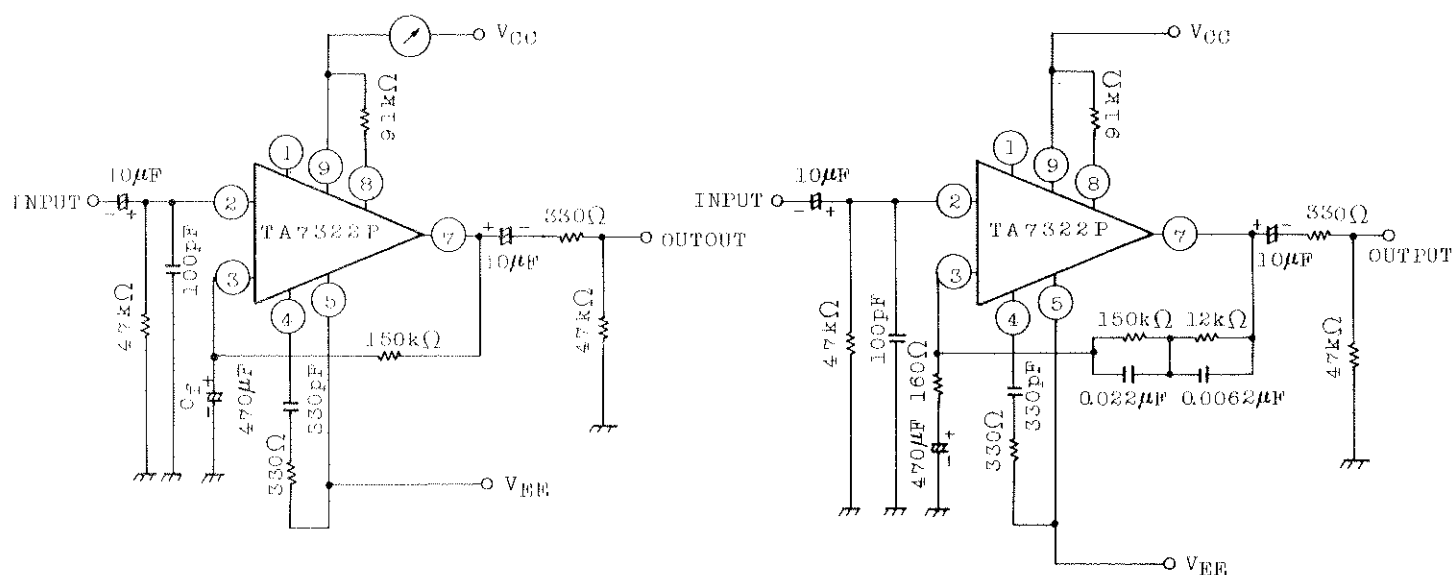 VCC
91kΩ
1
9
8
10µF
INPUT
- +
2
TA7322P
7
+ -
330Ω
OUTOUT
10µF
100pF
47kΩ
3
4
5
150kΩ
47kΩ
Cf
+
-
470µF
330pF
330Ω
VEE
VCC
91kΩ
1
9
8
10µF
INPUT
- +
2
TA7322P
7
+ -
330Ω
OUTPUT
10µF
3
4
5
47kΩ
100pF
150kΩ
12kΩ
47kΩ
160Ω
330pF
0.022µF
0.0062µF
470µF
+
-
330Ω
VEE